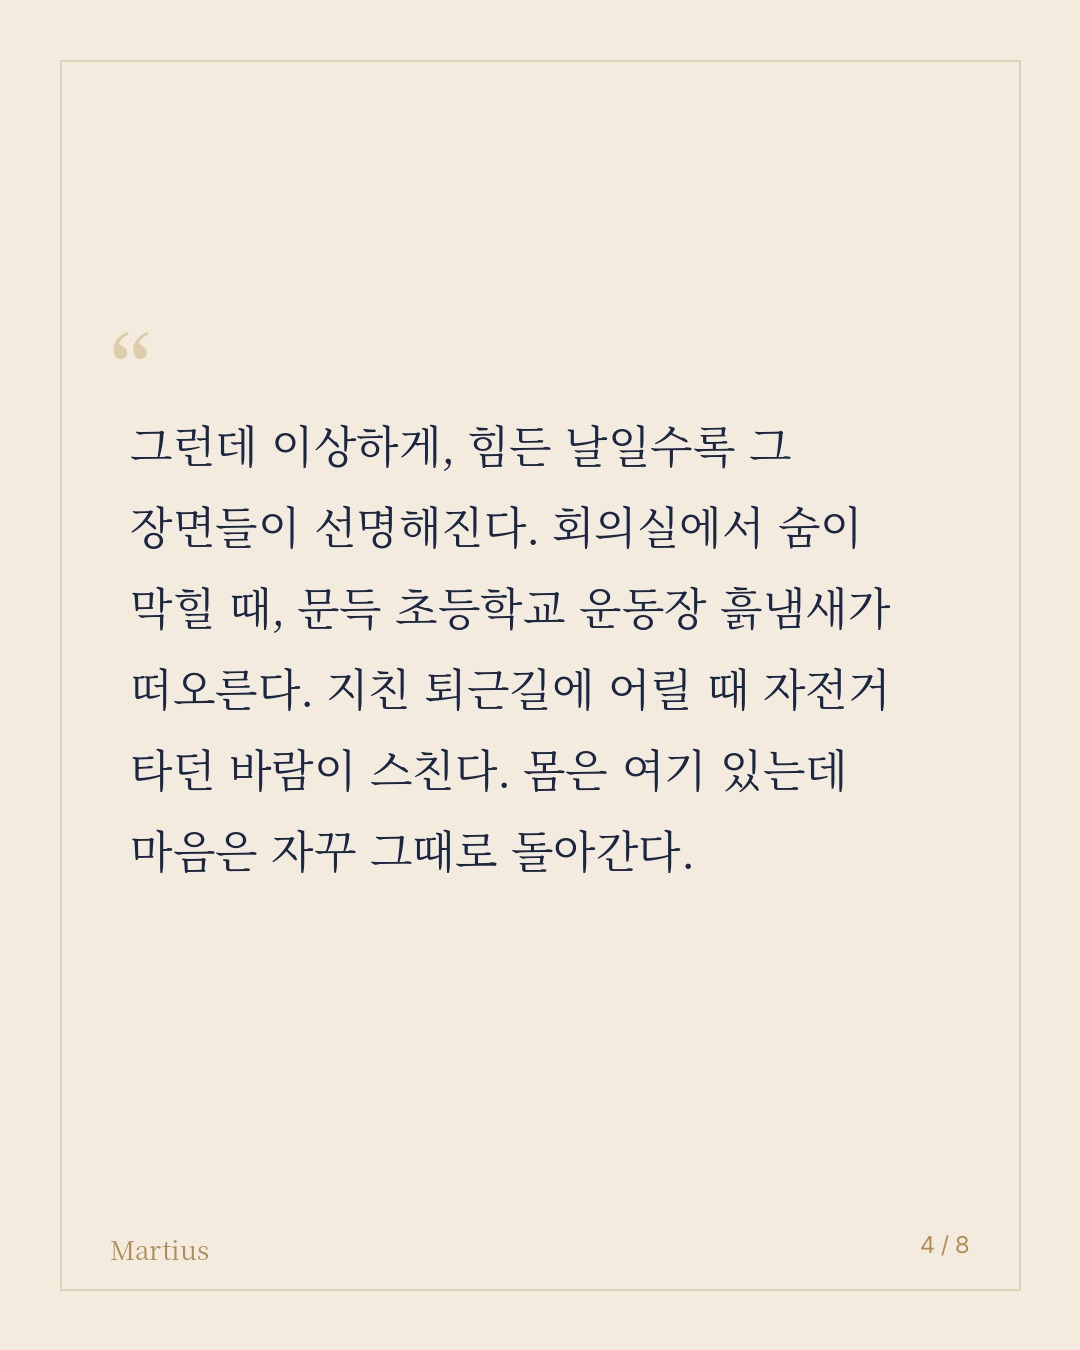 “
그런데 이상하게, 힘든 날일수록 그
장면들이 선명해진다. 회의실에서 숨이
막힐 때, 문득 초등학교 운동장 흙냄새가
떠오른다. 지친 퇴근길에 어릴 때 자전거
타던 바람이 스친다. 몸은 여기 있는데
마음은 자꾸 그때로 돌아간다.
Martius
4 / 8